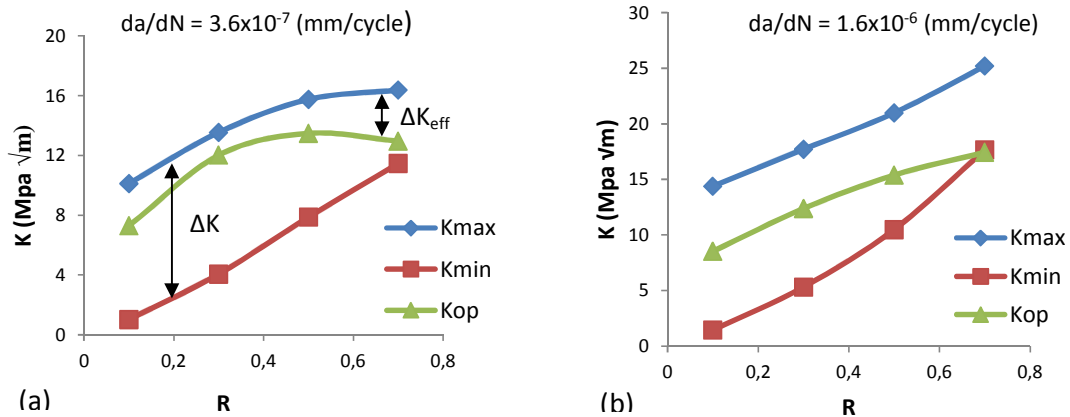 da/dN = 3.6x10⁻⁷ (mm/cycle)
K (Mpa √m)
20
16
12
8
4
0
0
0,2
0,4
0,6
0,8
ΔK
ΔKeff
Kmax
Kmin
Kop
(a)
R
da/dN = 1.6x10⁻⁶ (mm/cycle)
K (Mpa √m)
30
25
20
15
10
5
0
0
0,2
0,4
0,6
0,8
Kmax
Kmin
Kop
(b)
R